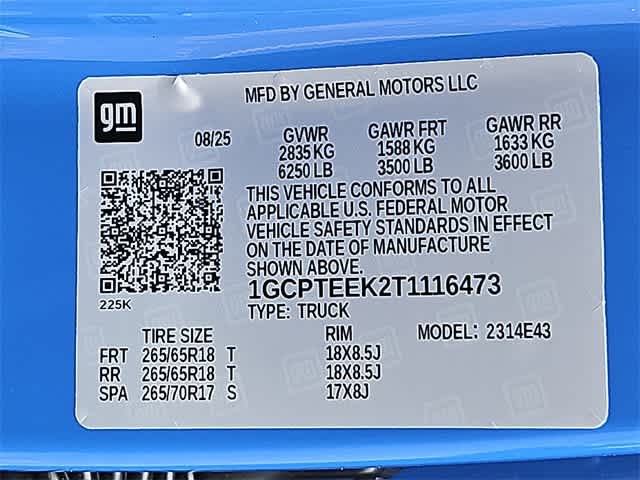 MFD BY GENERAL MOTORS LLC
gm
08/25 GVWR GAWR FRT GAWR RR
2835 KG 1588 KG 1633 KG
6250 LB 3500 LB 3600 LB
THIS VEHICLE CONFORMS TO ALL
APPLICABLE U.S. FEDERAL MOTOR
VEHICLE SAFETY STANDARDS IN EFFECT
ON THE DATE OF MANUFACTURE
SHOWN ABOVE.
1GCPTEEK2T1116473
225K
TYPE: TRUCK
TIRE SIZE RIM MODEL: 2314E43
FRT 265/65R18 T 18X8.5J
RR 265/65R18 T 18X8.5J
SPA 265/70R17 S 17X8J